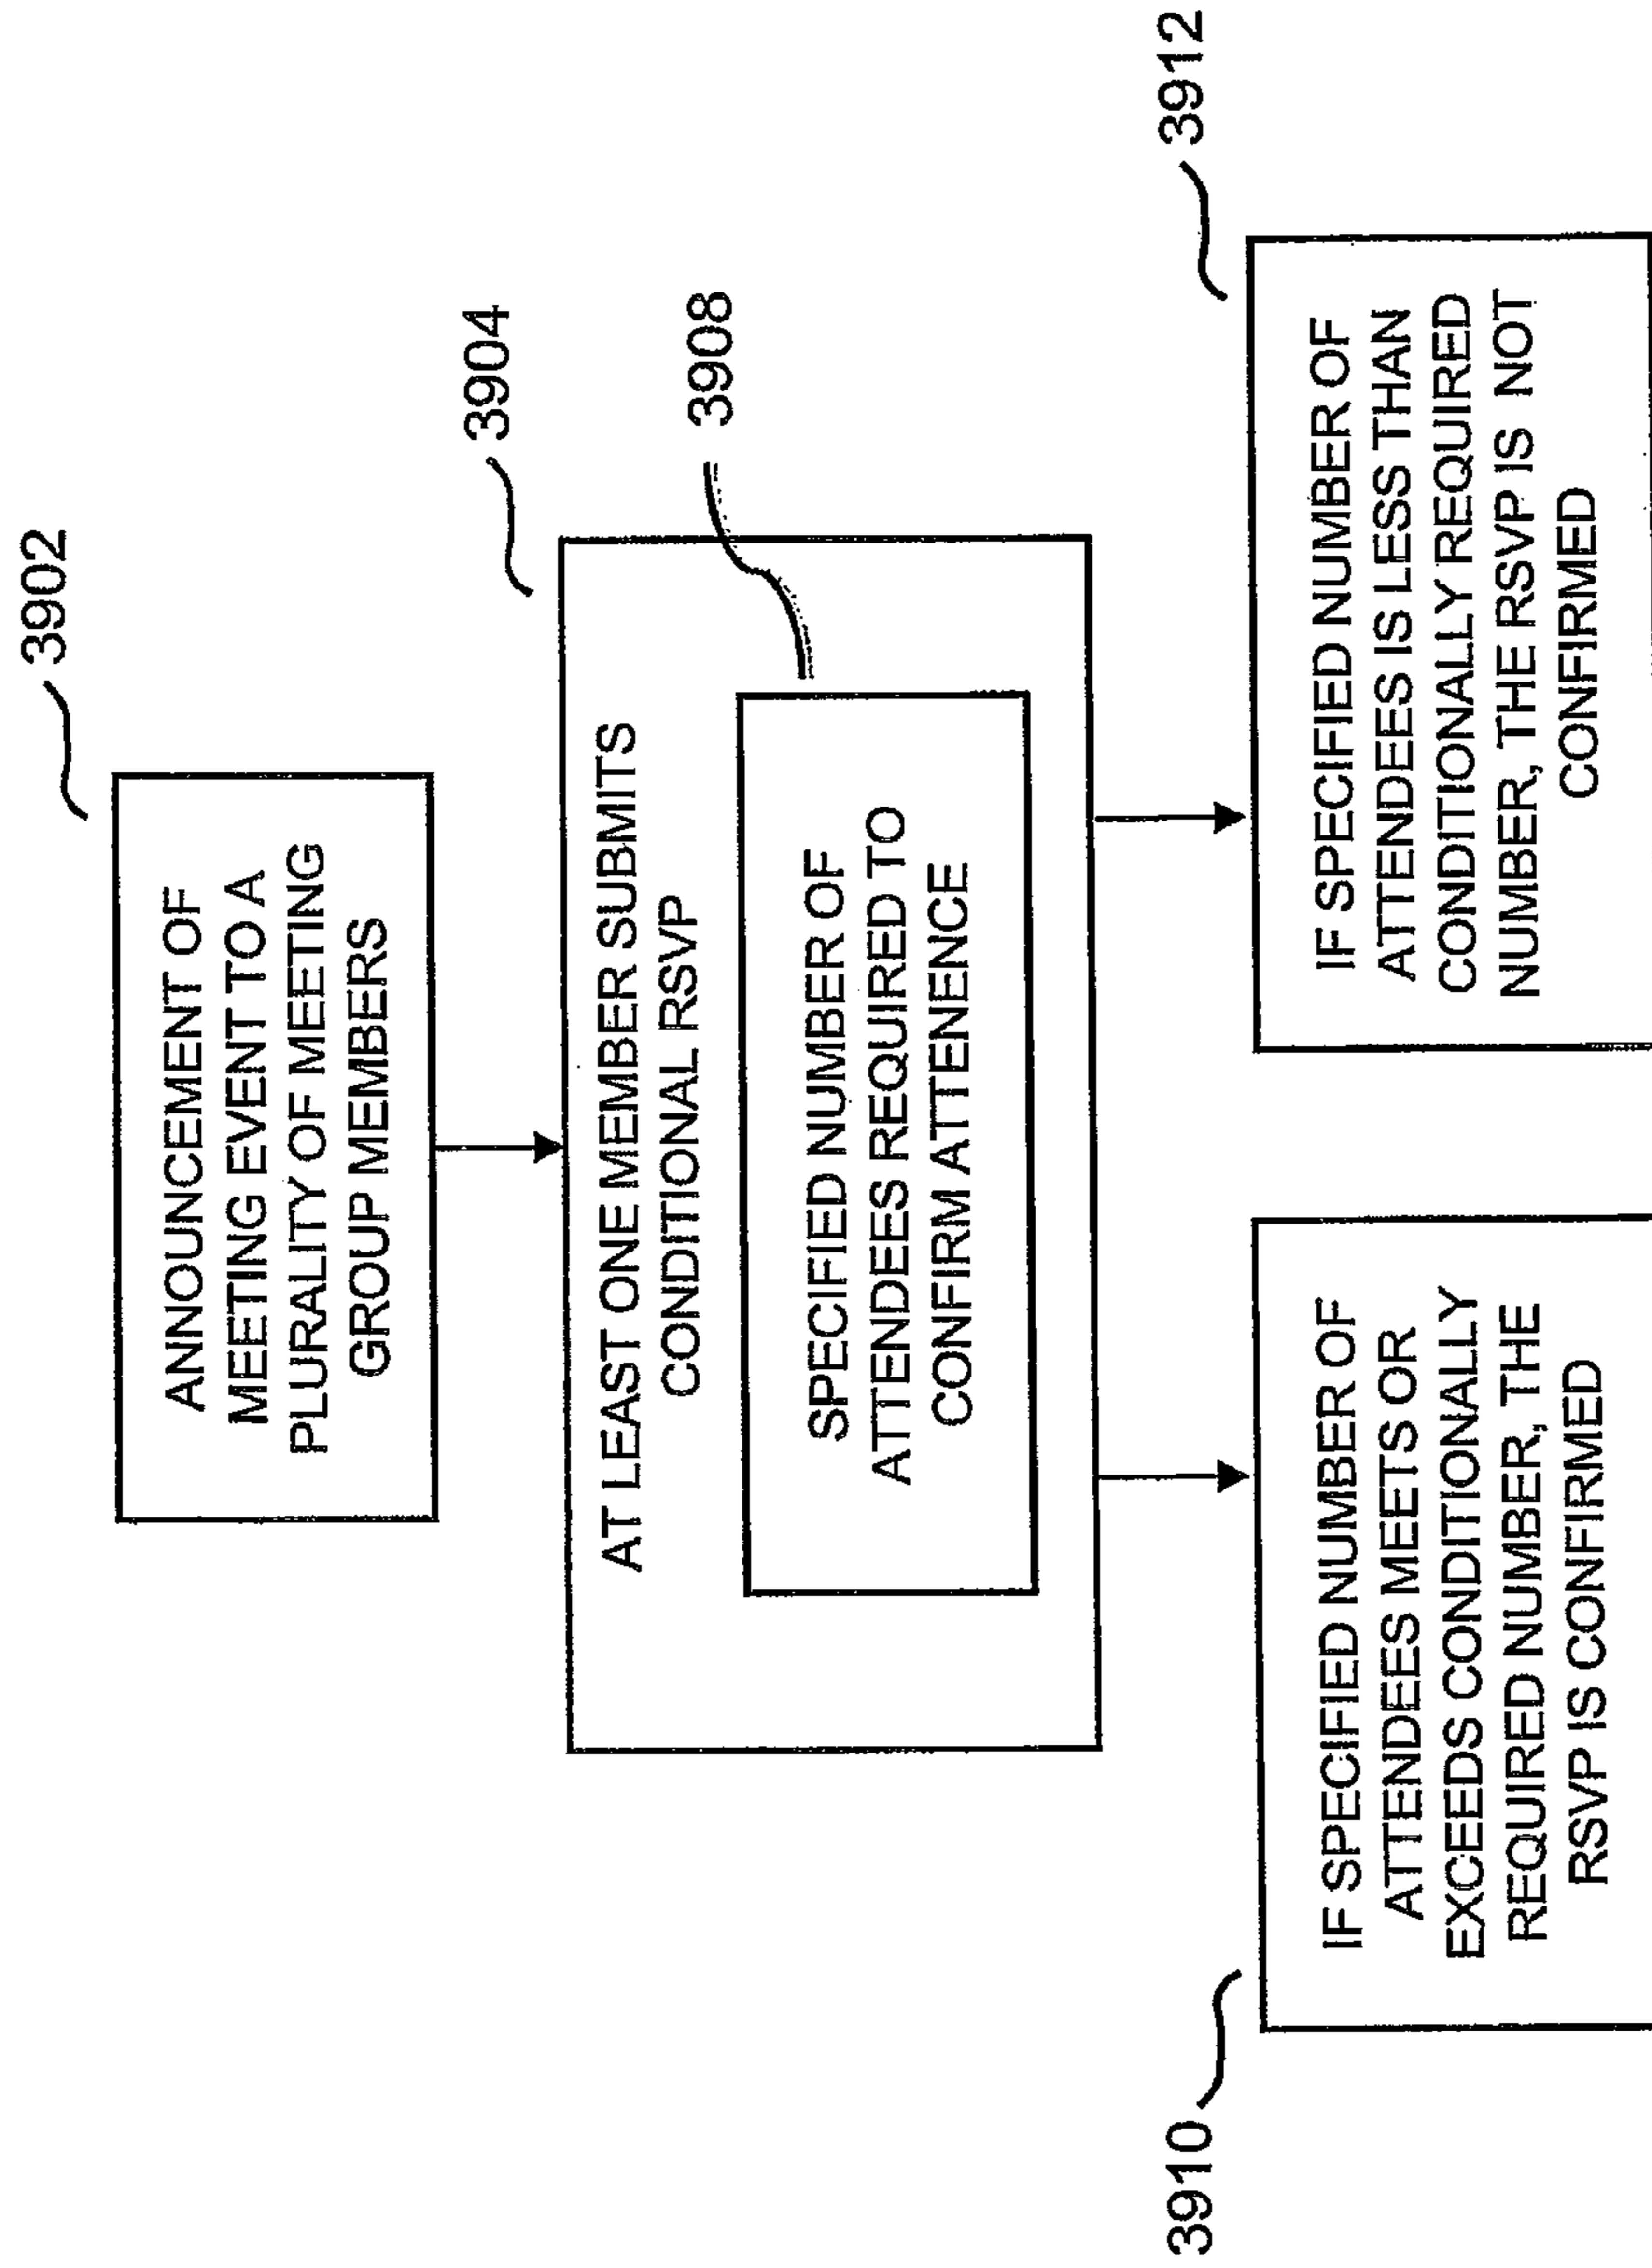 3902
ANNOUNCEMENT OF
MEETING EVENT TO A
PLURALITY OF MEETING
GROUP MEMBERS
3904
AT LEAST ONE MEMBER SUBMITS
CONDITIONAL RSVP
3908
SPECIFIED NUMBER OF
ATTENDEES REQUIRED TO
CONFIRM ATTENENCE
3910
IF SPECIFIED NUMBER OF
ATTENDEES MEETS OR
EXCEEDS CONDITIONALLY
REQUIRED NUMBER, THE
RSVP IS CONFIRMED
3912
IF SPECIFIED NUMBER OF
ATTENDEES IS LESS THAN
CONDITIONALLY REQUIRED
NUMBER, THE RSVP IS NOT
CONFIRMED